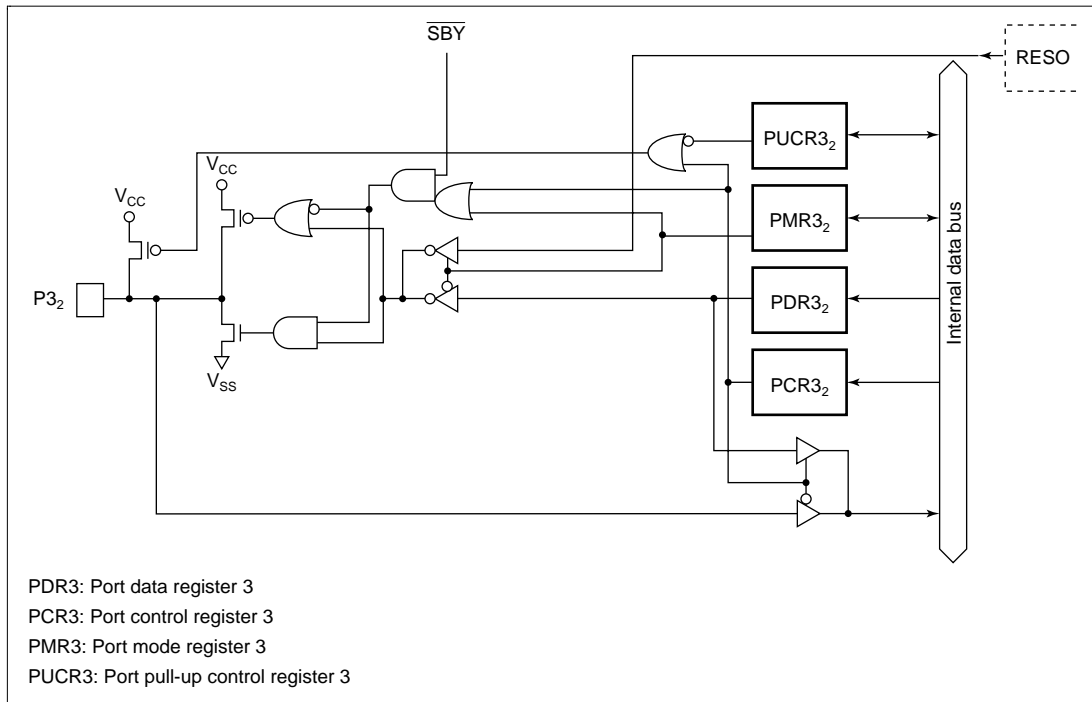 SBY
RESO
PUCR3₂
V_CC
V_CC
PMR3₂
P3₂
PDR3₂
Internal data bus
V_SS
PCR3₂
PDR3: Port data register 3
PCR3: Port control register 3
PMR3: Port mode register 3
PUCR3: Port pull-up control register 3